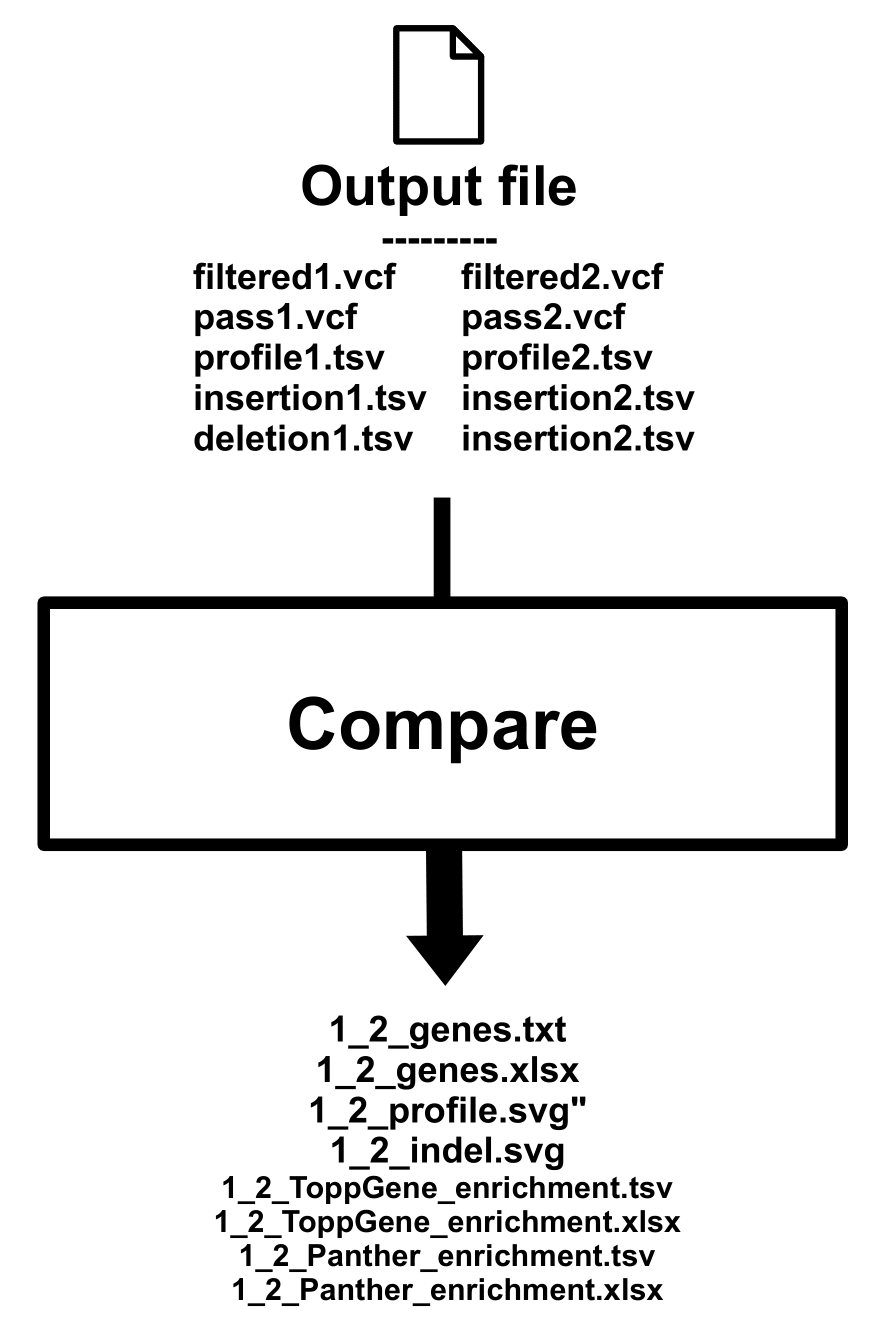 Output file
---------
filtered1.vcf filtered2.vcf
pass1.vcf pass2.vcf
profile1.tsv profile2.tsv
insertion1.tsv insertion2.tsv
deletion1.tsv insertion2.tsv
Compare
1_2_genes.txt
1_2_genes.xlsx
1_2_profile.svg"
1_2_indel.svg
1_2_ToppGene_enrichment.tsv
1_2_ToppGene_enrichment.xlsx
1_2_Panther_enrichment.tsv
1_2_Panther_enrichment.xlsx